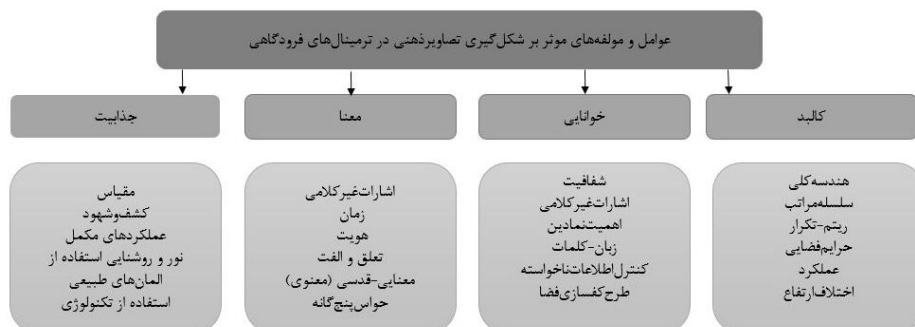 عوامل و مولفه‌های موثر بر شکل‌گیری تصاویرذهنی در ترمینال‌های فرودگاهی
کالبد
هندسه‌کلی
سلسله‌مراتب
ریتم-تکرار
حرایم‌فضایی
عملکرد
اختلاف‌ارتفاع
خوانایی
شفافیت
اشارات‌غیرکلامی
اهمیت‌نمادین
زبان-کلمات
کنترل‌اطلاعات‌ناخواسته
طرح‌کفسازی‌فضا
معنا
اشارات‌غیرکلامی
زمان
هویت
تعلق و الفت
معنایی-قدسی (معنوی)
حواس‌پنج‌گانه
جذابیت
مقیاس
کشف‌وشهود
عملکردهای مکمل
نور و روشنایی استفاده از
المان‌های طبیعی
استفاده از تکنولوژی